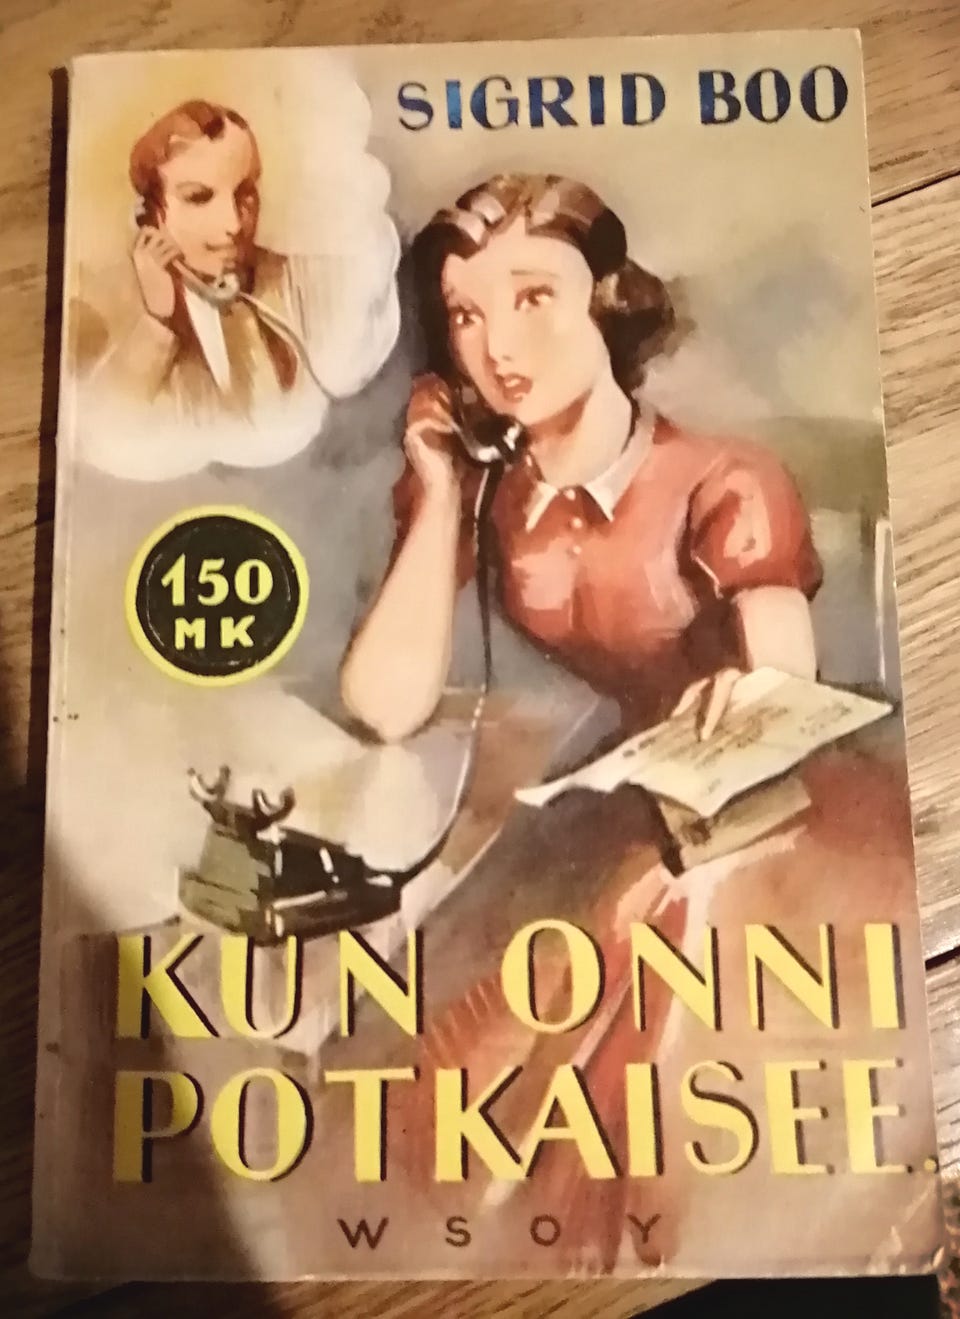 SIGRID BOO
150
MK
KUN ONNI
POTKAISEE.
WSOY